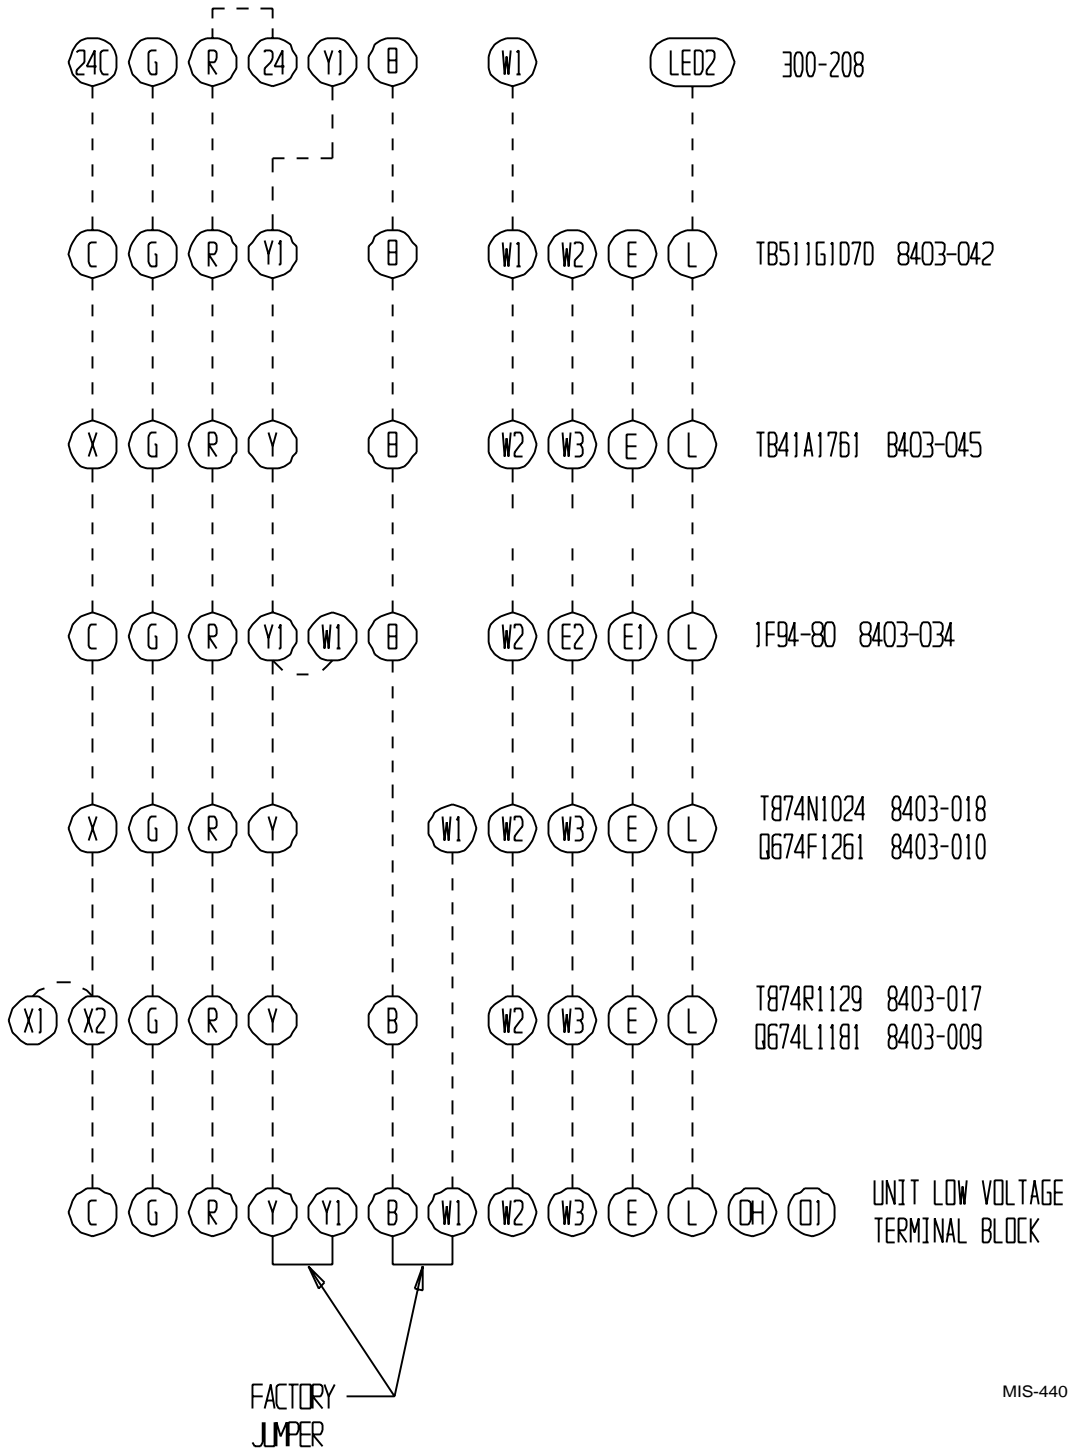 24C G R 24 Y1 B W1 LED2 300-208
C G R Y1 B W1 W2 E L TB511G1D7D 8403-042
X G R Y B W2 W3 E L TB41A1761 B403-045
C G R Y1 W1 B W2 E2 E1 L 1F94-80 8403-034
X G R Y W1 W2 W3 E L T874N1024 8403-018
Q674F1261 8403-010
X1 X2 G R Y B W2 W3 E L T874R1129 8403-017
Q674L1181 8403-009
C G R Y Y1 B W1 W2 W3 E L OH O1 UNIT LOW VOLTAGE
TERMINAL BLOCK
FACTORY
JUMPER
MIS-440